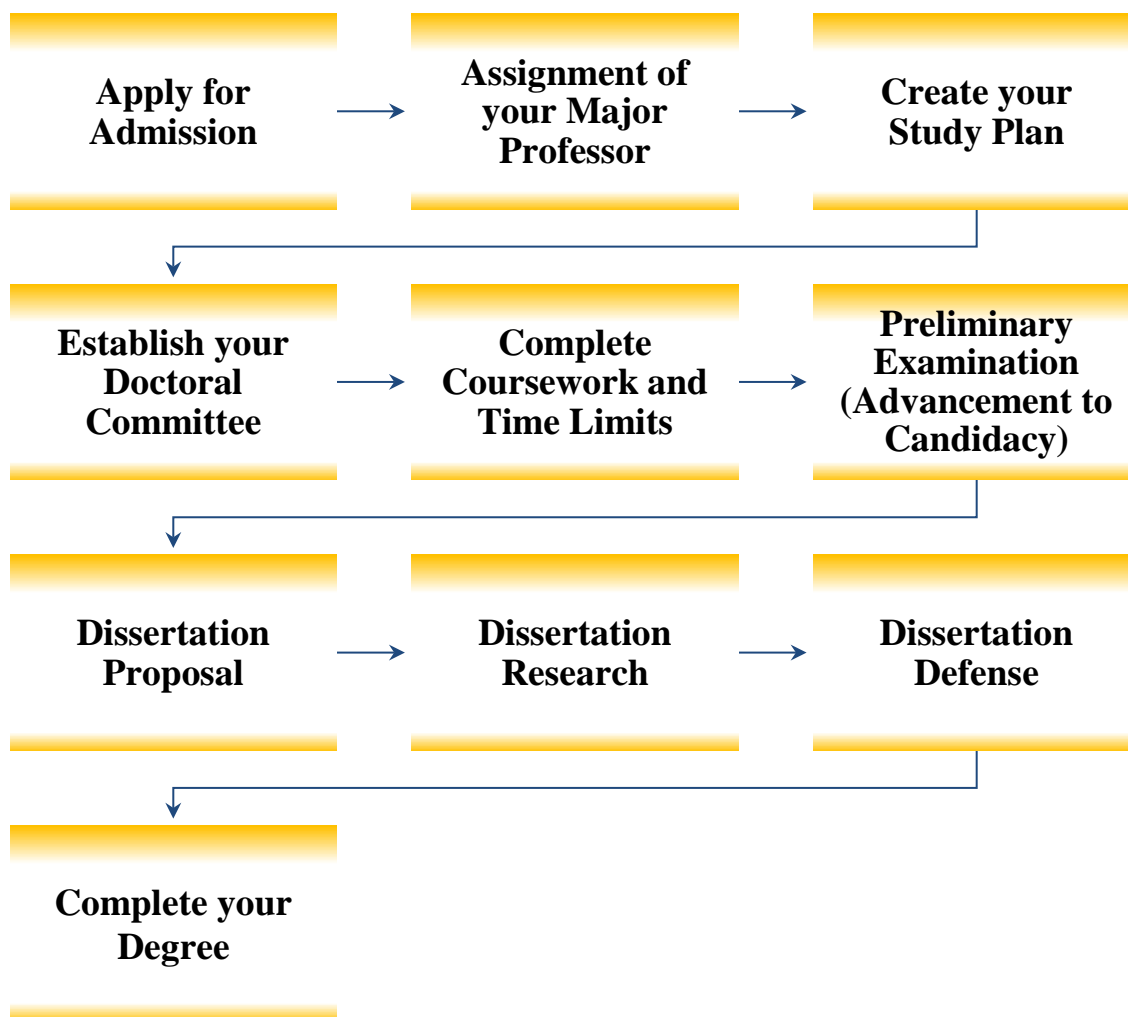 Apply for
Admission
Assignment of
your Major
Professor
Create your
Study Plan
Establish your
Doctoral
Committee
Complete
Coursework and
Time Limits
Preliminary
Examination
(Advancement to
Candidacy)
Dissertation
Proposal
Dissertation
Research
Dissertation
Defense
Complete your
Degree